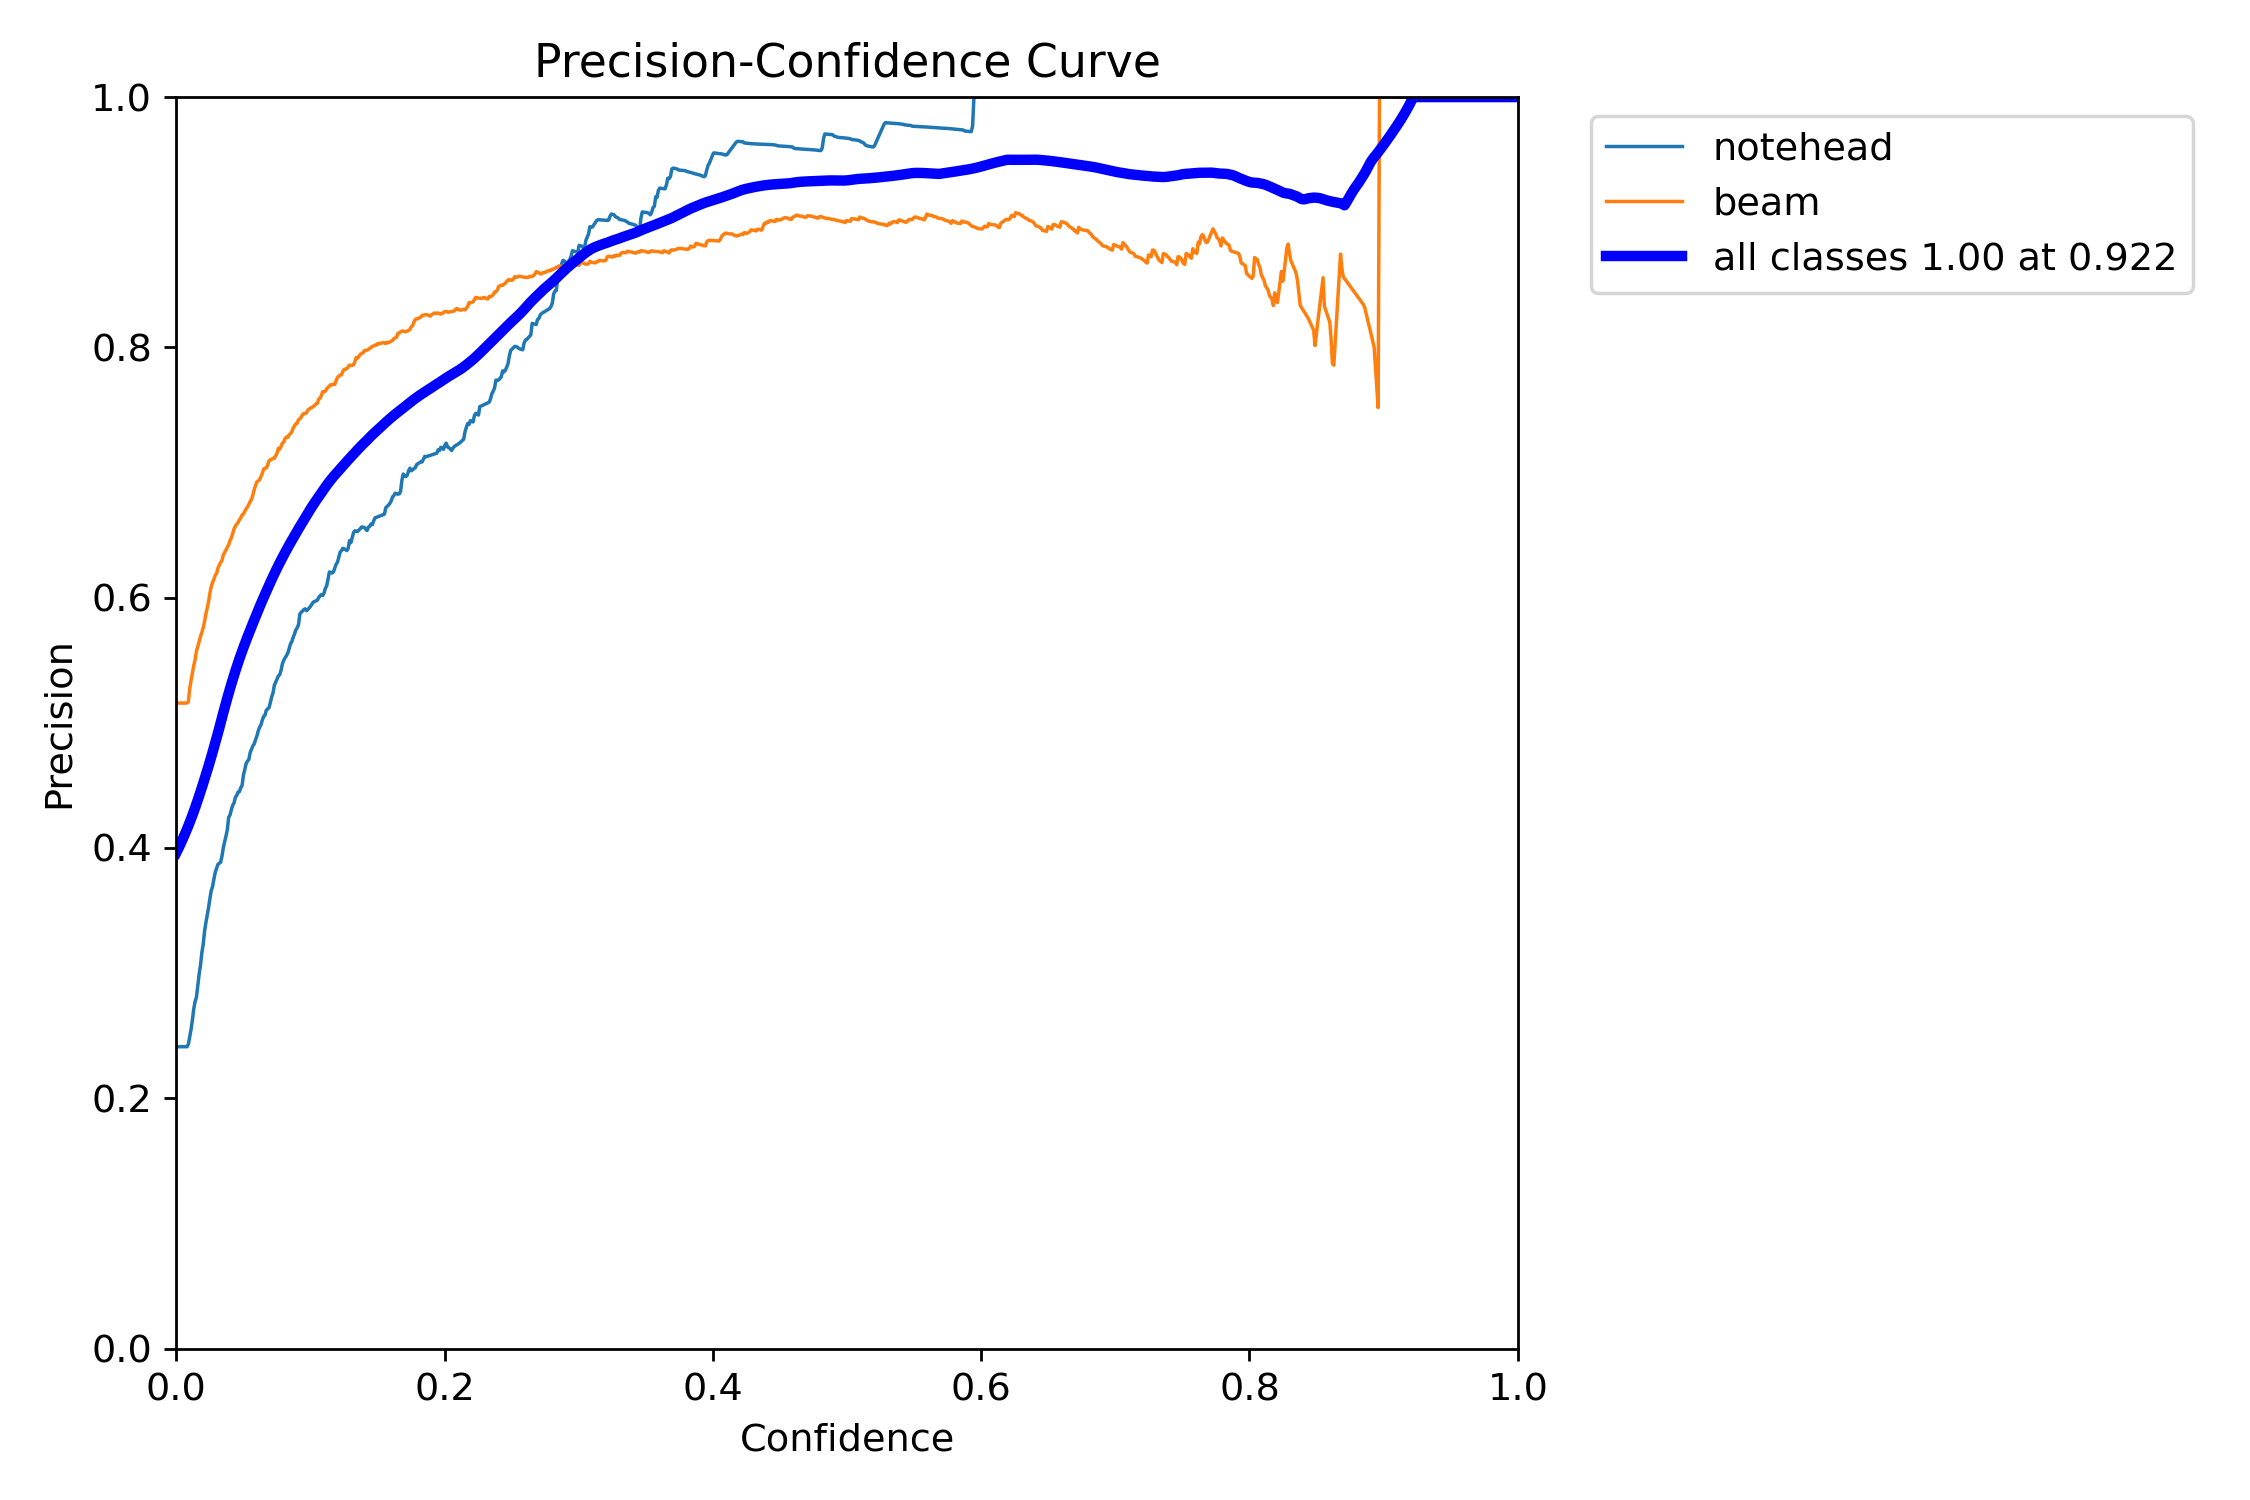 Precision-Confidence Curve
1.0
0.8
0.6
0.4
0.2
0.0
Precision
0.0 0.2 0.4 0.6 0.8 1.0
Confidence
notehead
beam
all classes 1.00 at 0.922